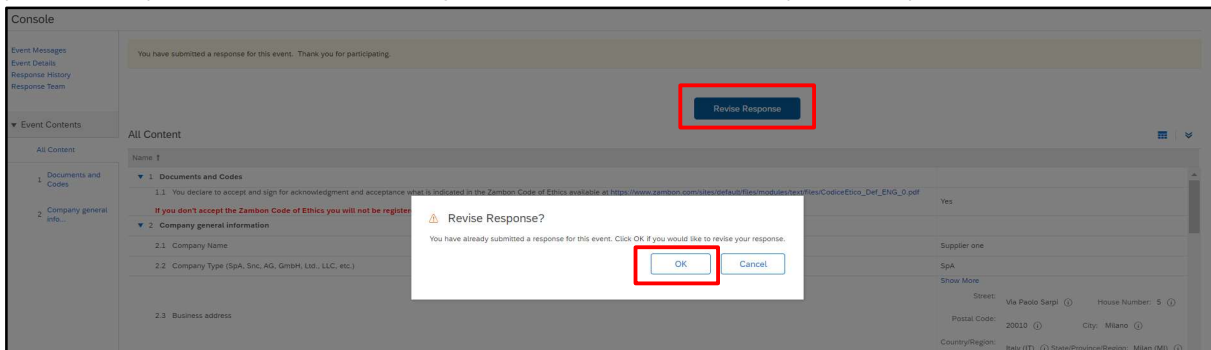 Console
Event Messages
Event Details
Response History
Response Team
▼ Event Contents
All Content
1 Documents and Codes
2 Company general info...
You have submitted a response for this event. Thank you for participating.
Revise Response
All Content
Name ↑
▼ 1 Documents and Codes
1.1 You declare to accept and sign for acknowledgment and acceptance what is indicated in the Zambon Code of Ethics available at https://www.zambon.com/sites/default/files/modules/text/files/CodiceEtico_Def_ENG_0.pdf
If you don't accept the Zambon Code of Ethics you will not be register
Yes
▼ 2 Company general information
2.1 Company Name
Supplier one
2.2 Company Type (SpA, Snc, AG, GmbH, Ltd., LLC, etc.)
SpA
2.3 Business address
Show More
Street: Via Paolo Sarpi House Number: 5
Postal Code: 20010 City: Milano
Country/Region: Italy (IT) State/Province/Region: Milan (MI)
Revise Response?
You have already submitted a response for this event. Click OK if you would like to revise your response.
OK Cancel